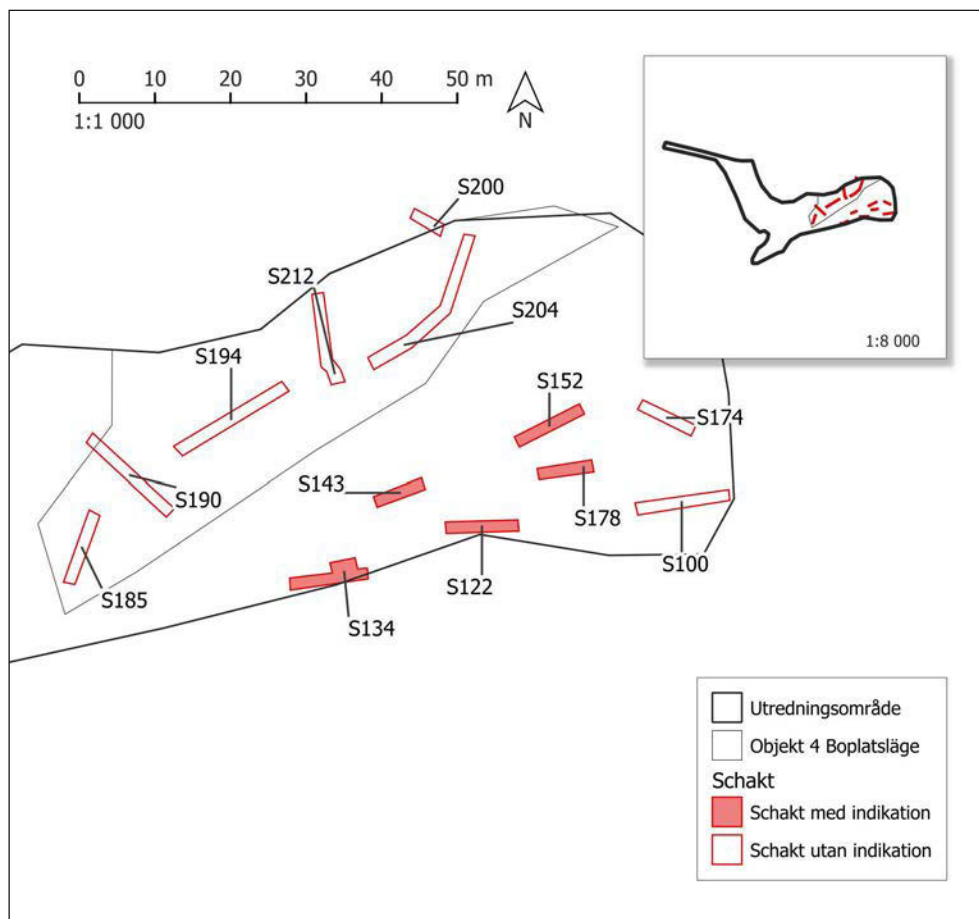 0 10 20 30 40 50 m
1:1 000
N
1:8 000
S200
S212
S204
S194
S152
S174
S143
S190
S178
S100
S122
S185
S134
Utredningsområde
Objekt 4 Boplatsläge
Schakt
Schakt med indikation
Schakt utan indikation